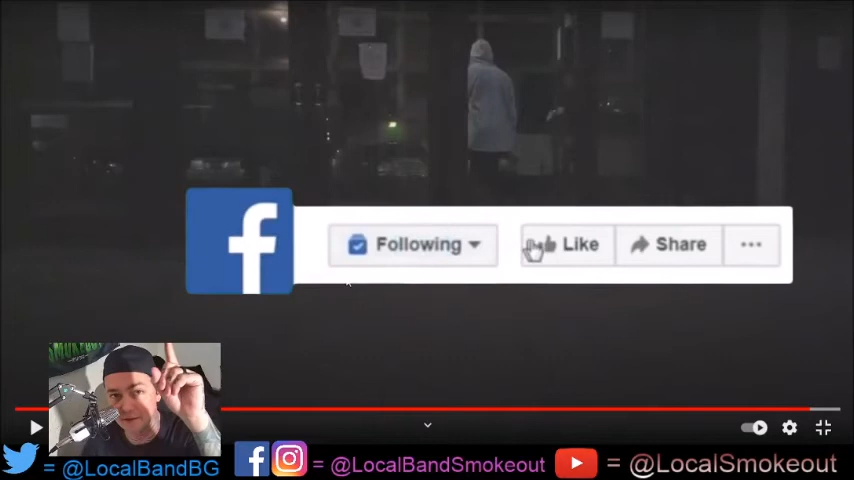 Following
Like
Share
= @LocalBandBG
= @LocalBandSmokeout
= @LocalSmokeout